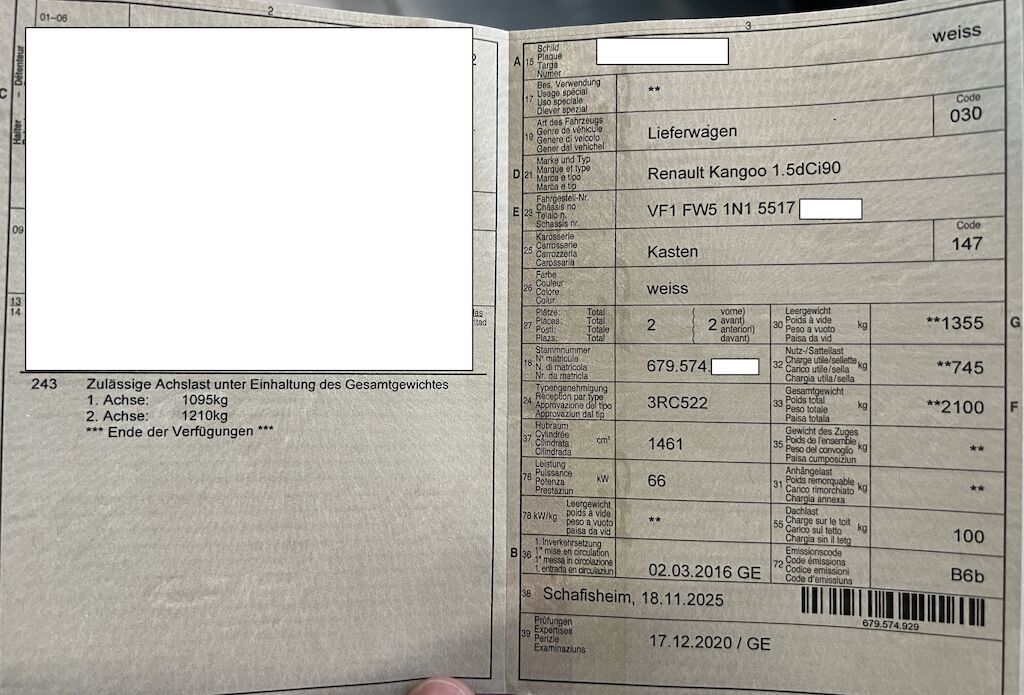 01–06
2
C
Halter – Détenteur
09
13
14
243 Zulässige Achslast unter Einhaltung des Gesamtgewichtes
1. Achse: 1095kg
2. Achse: 1210kg
*** Ende der Verfügungen ***
3
weiss
A 15 Schild
Plaque
Targa
Numer
17 Bes. Verwendung
Usage spécial
Uso speciale
Diever spezial
**
19 Art des Fahrzeugs
Genre de véhicule
Genere di veicolo
Gener dal vehichel
Lieferwagen
Code
030
D 21 Marke und Typ
Marque et type
Marca e tipo
Marca e tip
Renault Kangoo 1.5dCi90
E 23 Fahrgestell-Nr.
Châssis no
Telaio n.
Schassis nr.
VF1 FW5 1N1 5517
25 Karosserie
Carrosserie
Carrozzeria
Carossaria
Kasten
Code
147
26 Farbe
Couleur
Colore
Colur
weiss
27 Plätze: Total
Places: Total
Posti: Totale
Plazs: Total
2
( vorne)
( avant)
( anteriori)
( davant)
2
30 Leergewicht
Poids à vide
Peso a vuoto
Paisa da vid
kg
**1355
G
18 Stammnummer
N° matricule
N. di matricola
Nr. da matricla
679.574.
32 Nutz-/Sattellast
Charge utile/sellette
Carico utile/sella
Chargia utila/sella
kg
**745
24 Typengenehmigung
Réception par type
Approvazione del tipo
Approvaziun dal tip
3RC522
33 Gesamtgewicht
Poids total
Peso totale
Paisa totala
kg
**2100
F
37 Hubraum
Cylindrée
Cilindrata
Cilindrada
cm³
1461
35 Gewicht des Zuges
Poids de l'ensemble
Peso del convoglio
Paisa cumposiziun
kg
**
76 Leistung
Puissance
Potenza
Prestaziun
kW
66
31 Anhängelast
Poids remorquable
Carico rimorchiato
Chargia annexa
kg
**
78 kW/kg
Leergewicht
poids à vide
peso a vuoto
paisa da vid
**
55 Dachlast
Charge sur le toit
Carico sul tetto
Chargia sin il tetg
kg
100
B 36 1. Inverkehrsetzung
1re mise en circulation
1a messa in circolazione
1. entrada en circulaziun
02.03.2016 GE
72 Emissionscode
Code émissions
Codice emissioni
Code d'emissiuns
B6b
38 Schafisheim, 18.11.2025
679.574.929
39 Prüfungen
Expertises
Perizie
Examinaziuns
17.12.2020 / GE